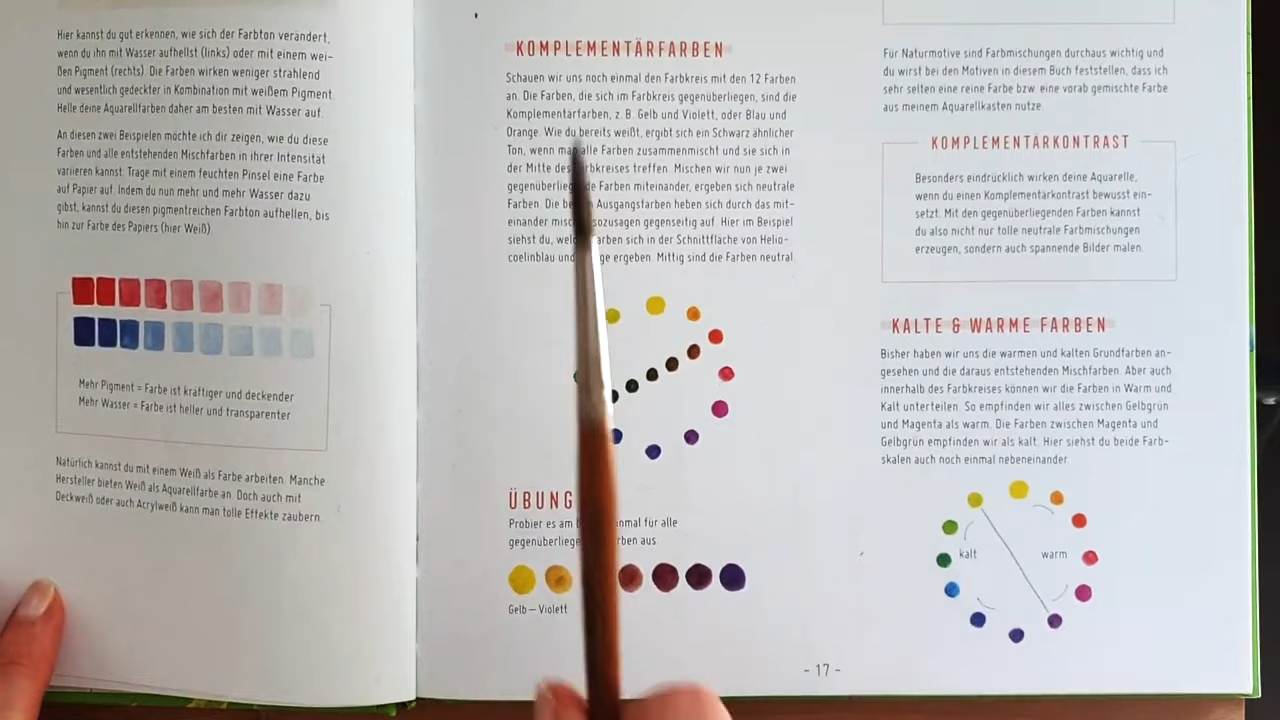 Hier kannst du gut erkennen, wie sich der Farbton verändert,
wenn du ihn mit Wasser aufhellst (links) oder mit einem wei-
ßen Pigment (rechts). Die Farben wirken weniger strahlend
und wesentlich gedeckter in Kombination mit weißem Pigment.
Helle deine Aquarellfarben daher am besten mit Wasser auf.
An diesen zwei Beispielen möchte ich dir zeigen, wie du diese
Farben und alle entstehenden Mischfarben in ihrer Intensität
variieren kannst. Trage mit einem feuchten Pinsel eine Farbe
auf Papier auf. Indem du nun mehr und mehr Wasser dazu
gibst, kannst du diesen pigmentreichen Farbton aufhellen, bis
hin zur Farbe des Papiers (hier Weiß).
Mehr Pigment = Farbe ist kräftiger und deckender
Mehr Wasser = Farbe ist heller und transparenter
Natürlich kannst du mit einem Weiß als Farbe arbeiten. Manche
Hersteller bieten Weiß als Aquarellfarbe an. Doch auch mit
Deckweiß oder auch Acrylweiß kann man tolle Effekte zaubern.
KOMPLEMENTÄRFARBEN
Schauen wir uns noch einmal den Farbkreis mit den 12 Farben
an. Die Farben, die sich im Farbkreis gegenüberliegen, sind die
Komplementärfarben, z. B. Gelb und Violett, oder Blau und
Orange. Wie du bereits weißt, ergibt sich ein Schwarz ähnlicher
Ton, wenn man alle Farben zusammenmischt und sie sich in
der Mitte des Farbkreises treffen. Mischen wir nun je zwei
gegenüberliegende Farben miteinander, ergeben sich neutrale
Farben. Die Ausgangsfarben heben sich durch das mit-
einander sozusagen gegenseitig auf. Hier im Beispiel
siehst du, Farben sich in der Schnittfläche von Helio-
coelinblau und ergeben. Mittig sind die Farben neutral.
ÜBUNG
Probier es am einmal für alle
gegenüberliegenden Farben aus.
Gelb – Violett
- 17 -
Für Naturmotive sind Farbmischungen durchaus wichtig und
du wirst bei den Motiven in diesem Buch feststellen, dass ich
sehr selten eine reine Farbe bzw. eine vorab gemischte Farbe
aus meinem Aquarellkasten nutze.
KOMPLEMENTÄRKONTRAST
Besonders eindrücklich wirken deine Aquarelle,
wenn du einen Komplementärkontrast bewusst ein-
setzt. Mit den gegenüberliegenden Farben kannst
du also nicht nur tolle neutrale Farbmischungen
erzeugen, sondern auch spannende Bilder malen.
KALTE & WARME FARBEN
Bisher haben wir uns die warmen und kalten Grundfarben an-
gesehen und die daraus entstehenden Mischfarben. Aber auch
innerhalb des Farbkreises können wir die Farben in Warm und
Kalt unterteilen. So empfinden wir alles zwischen Gelbgrün
und Magenta als warm. Die Farben zwischen Magenta und
Gelbgrün empfinden wir als kalt. Hier siehst du beide Farb-
skalen auch noch einmal nebeneinander.
kalt warm